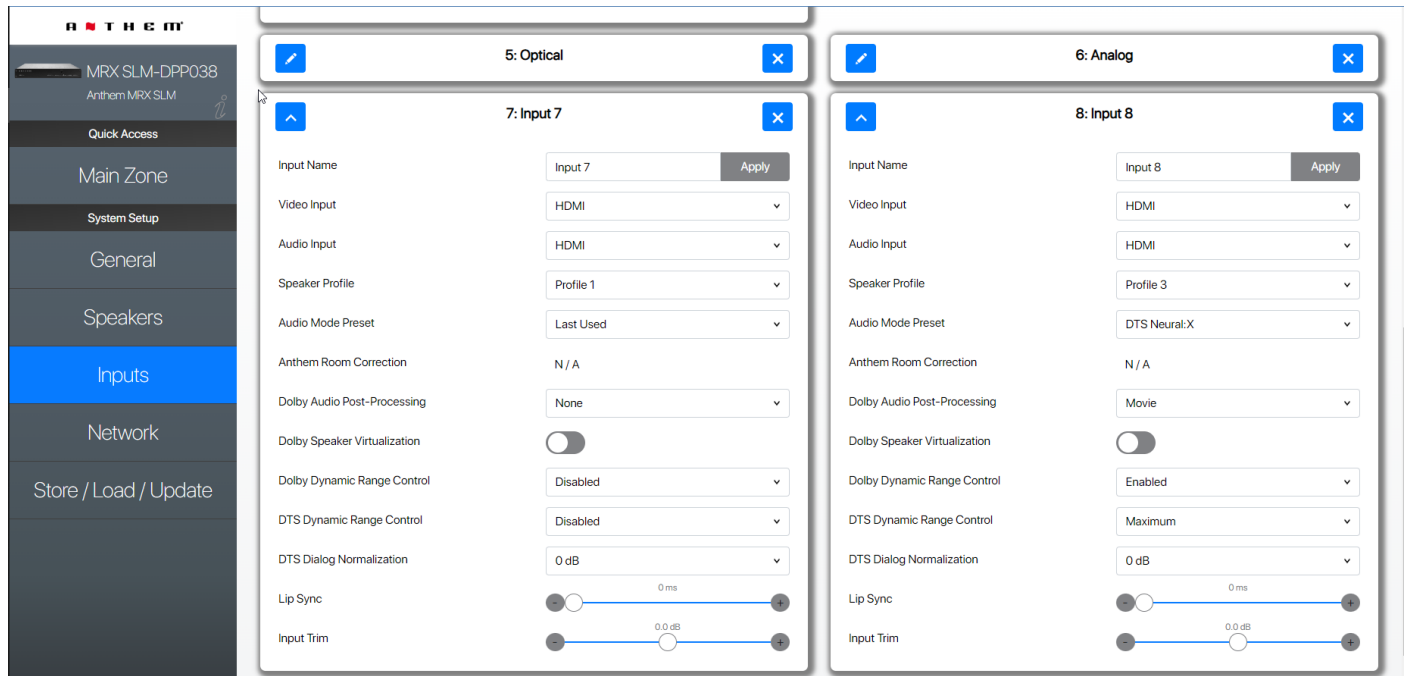 ANTHEM
MRX SLM-DPP038
Anthem MRX SLM
i
Quick Access
Main Zone
System Setup
General
Speakers
Inputs
Network
Store / Load / Update
5: Optical
6: Analog
7: Input 7
Input Name
Input 7
Apply
Video Input
HDMI
Audio Input
HDMI
Speaker Profile
Profile 1
Audio Mode Preset
Last Used
Anthem Room Correction
N / A
Dolby Audio Post-Processing
None
Dolby Speaker Virtualization
Dolby Dynamic Range Control
Disabled
DTS Dynamic Range Control
Disabled
DTS Dialog Normalization
0 dB
Lip Sync
0 ms
- +
Input Trim
0.0 dB
- +
8: Input 8
Input Name
Input 8
Apply
Video Input
HDMI
Audio Input
HDMI
Speaker Profile
Profile 3
Audio Mode Preset
DTS Neural:X
Anthem Room Correction
N / A
Dolby Audio Post-Processing
Movie
Dolby Speaker Virtualization
Dolby Dynamic Range Control
Enabled
DTS Dynamic Range Control
Maximum
DTS Dialog Normalization
0 dB
Lip Sync
0 ms
- +
Input Trim
0.0 dB
- +